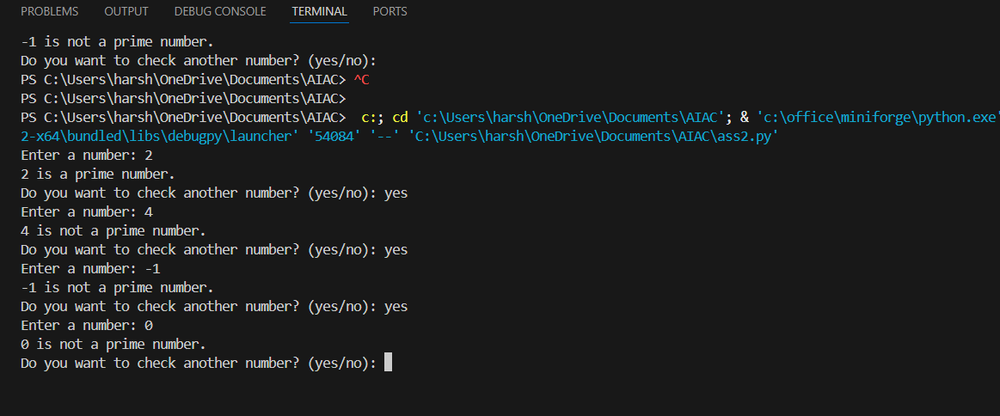 PROBLEMS OUTPUT DEBUG CONSOLE TERMINAL PORTS
-1 is not a prime number.
Do you want to check another number? (yes/no):
PS C:\Users\harsh\OneDrive\Documents\AIAC> ^C
PS C:\Users\harsh\OneDrive\Documents\AIAC>
PS C:\Users\harsh\OneDrive\Documents\AIAC>  c:; cd 'c:\Users\harsh\OneDrive\Documents\AIAC'; & 'c:\office\miniforge\python.exe'
2-x64\bundled\libs\debugpy\launcher' '54084' '--' 'C:\Users\harsh\OneDrive\Documents\AIAC\ass2.py'
Enter a number: 2
2 is a prime number.
Do you want to check another number? (yes/no): yes
Enter a number: 4
4 is not a prime number.
Do you want to check another number? (yes/no): yes
Enter a number: -1
-1 is not a prime number.
Do you want to check another number? (yes/no): yes
Enter a number: 0
0 is not a prime number.
Do you want to check another number? (yes/no):